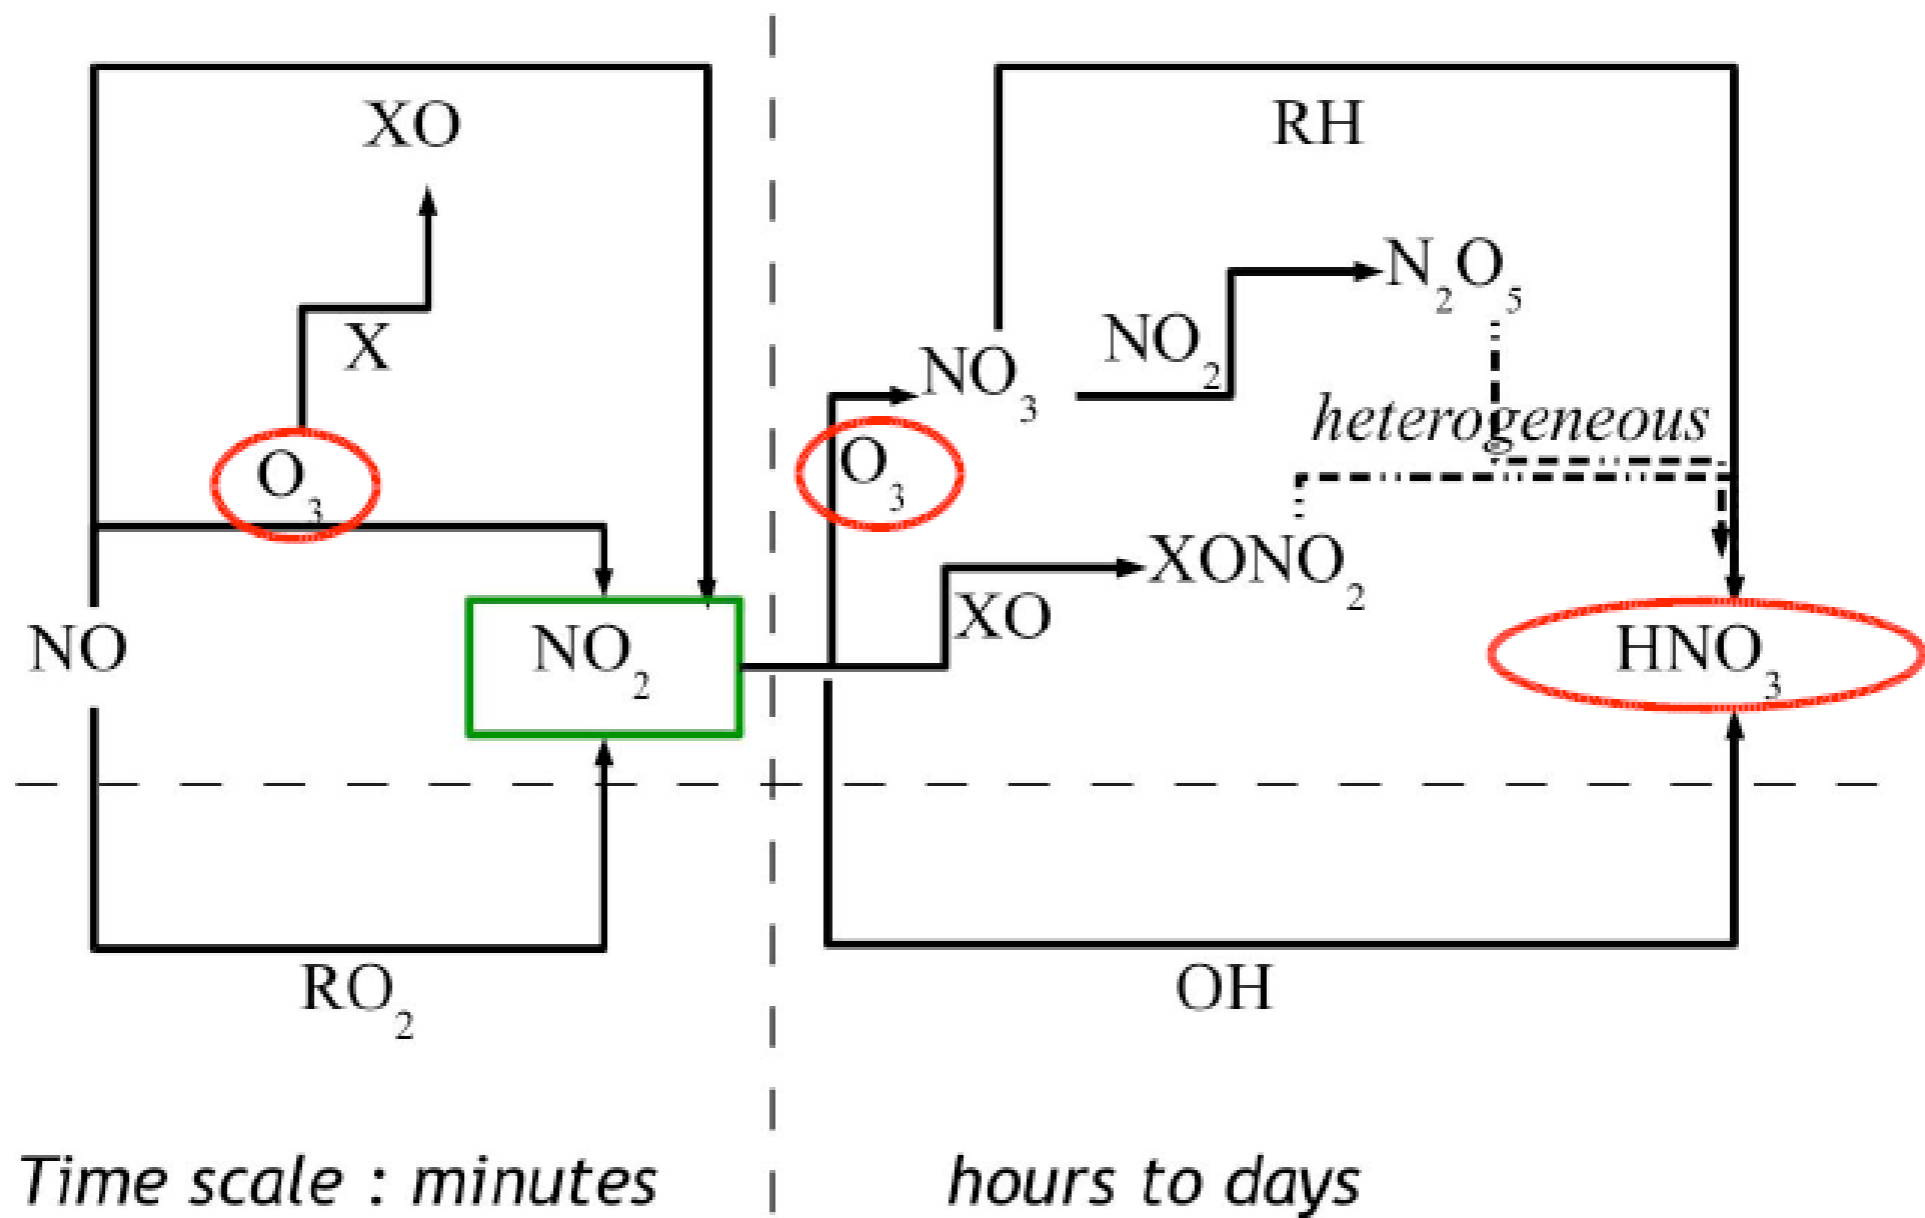 XO
RH
X
N₂O₅
NO₂
NO₃
heterogeneous
O₃
O₃
XONO₂
XO
NO
NO₂
HNO₃
RO₂
OH
Time scale : minutes
hours to days